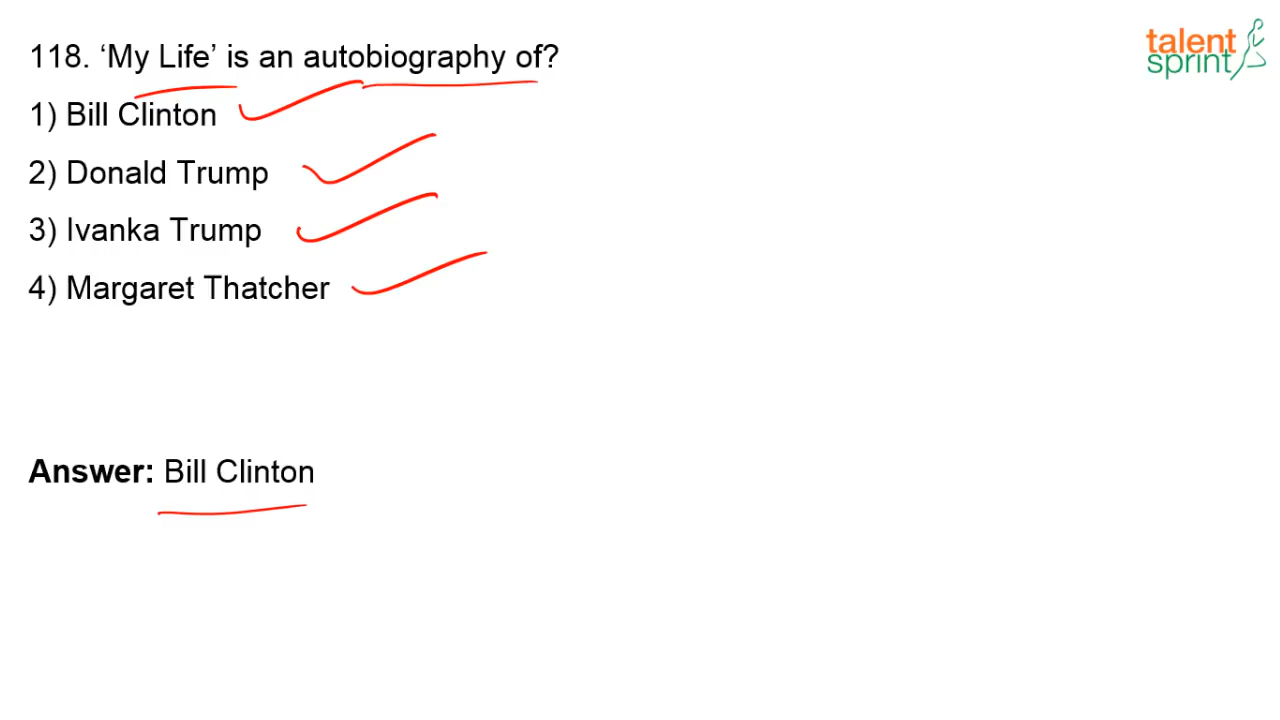 118. ‘My Life’ is an autobiography of?
1) Bill Clinton
2) Donald Trump
3) Ivanka Trump
4) Margaret Thatcher
Answer: Bill Clinton
talent
sprint